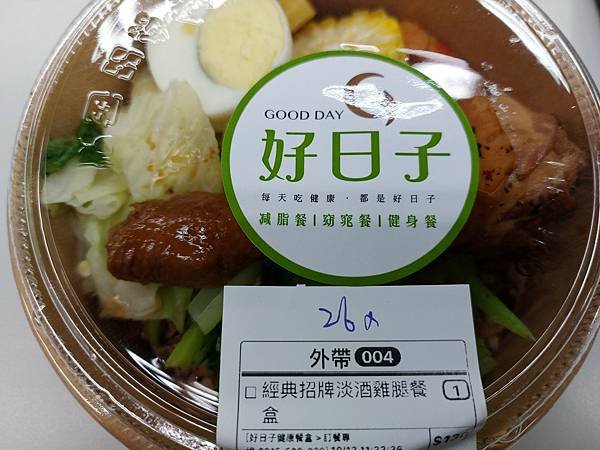 GOOD DAY
好日子
每天吃健康·都是好日子
減脂餐|窈窕餐|健身餐
外帶 004
□ 經典招牌淡酒雞腿餐 1
盒
[好日子健康餐盒 > 訂餐專